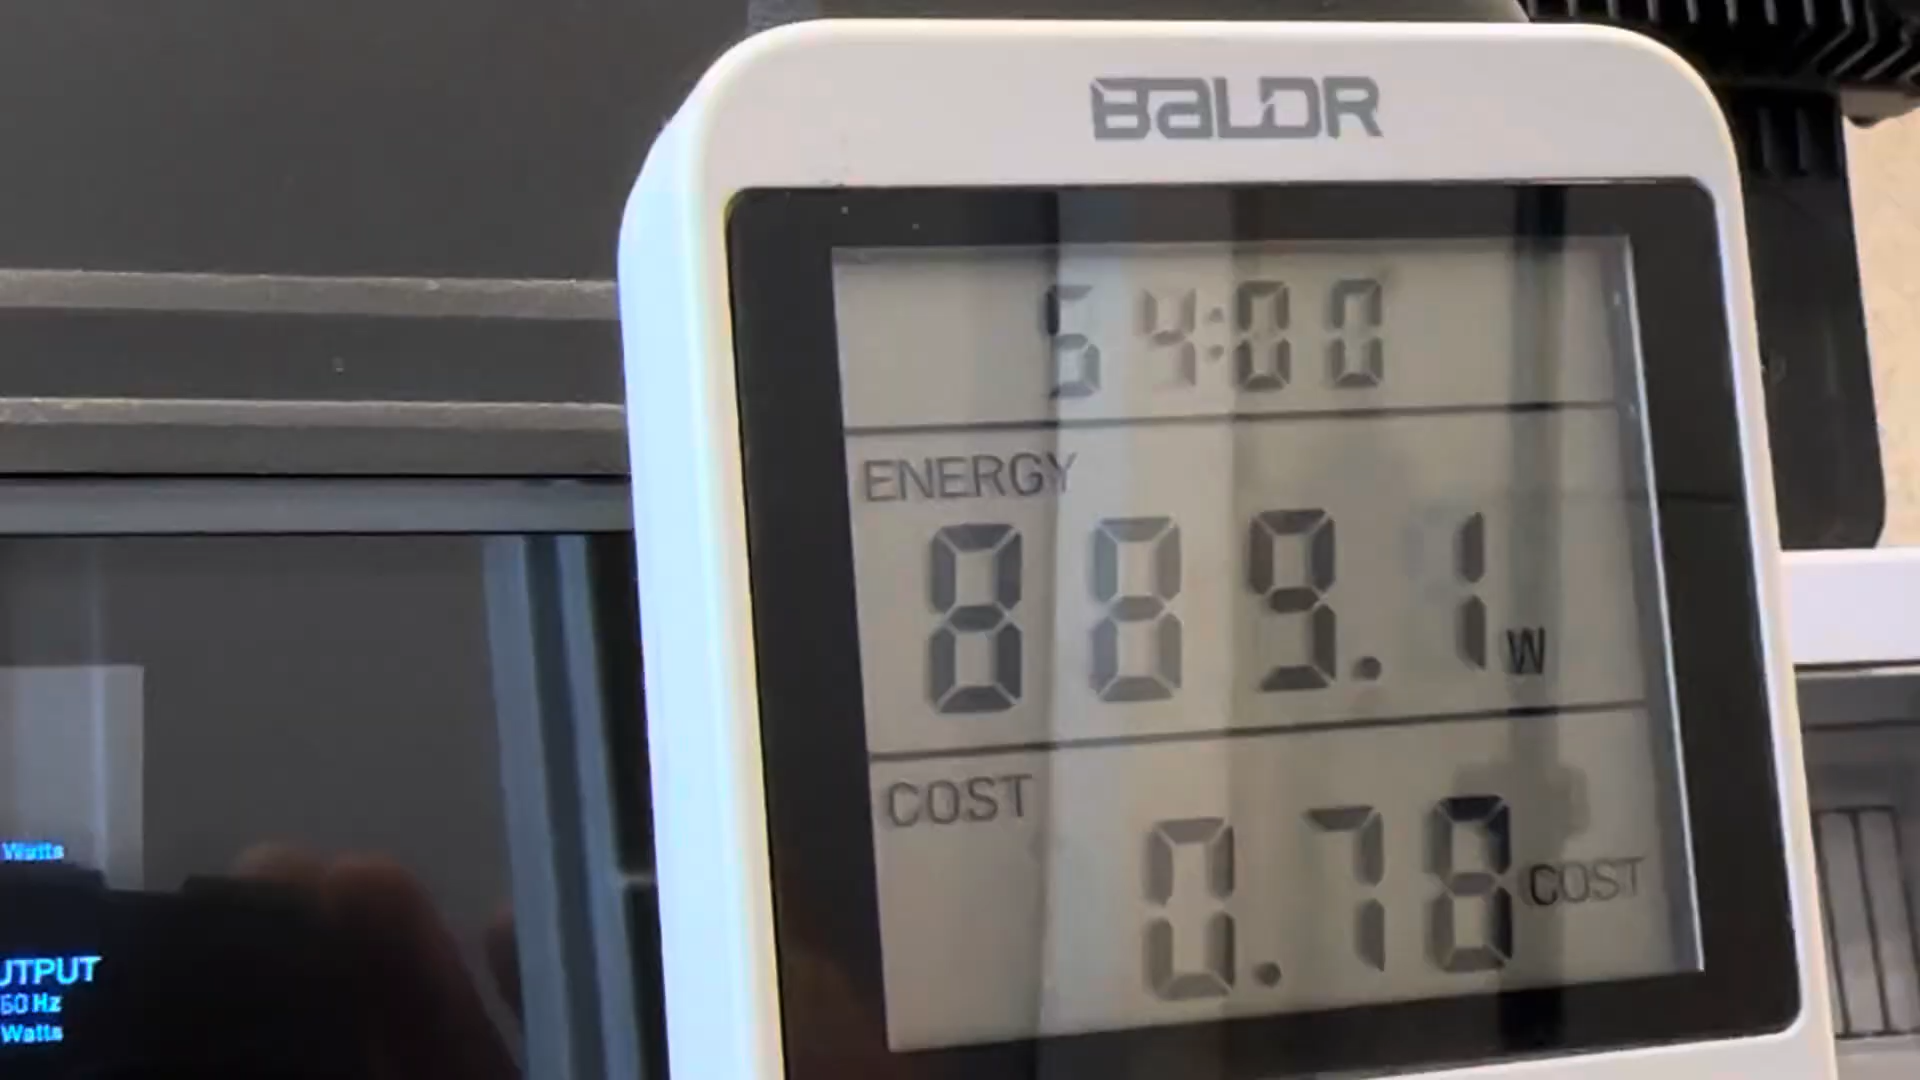 BALDR
54:00
ENERGY
889.1 W
COST
0.78 COST
Watts
UTPUT
60 Hz
Watts